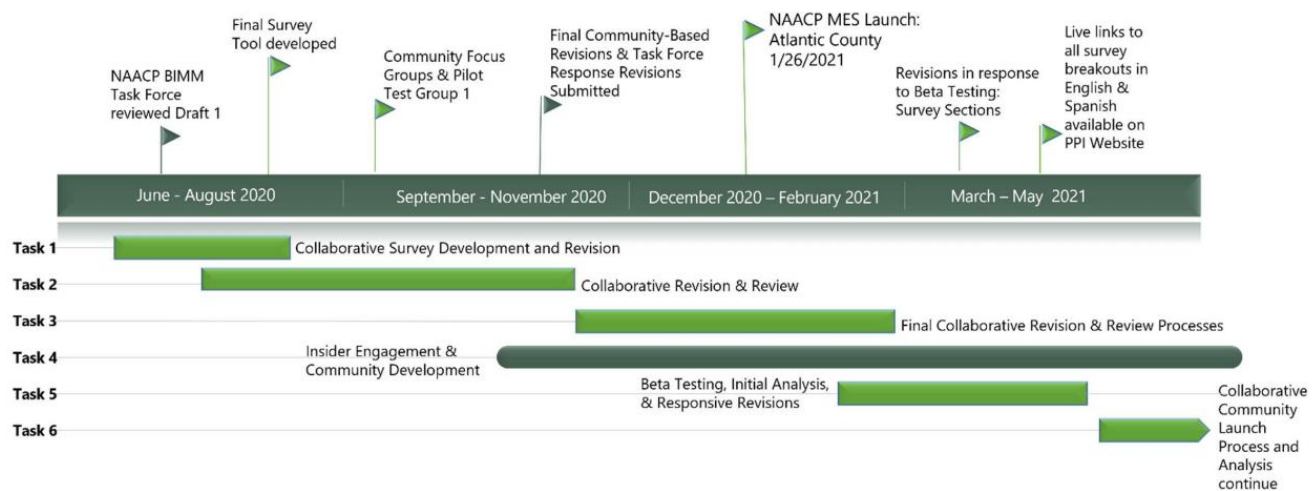 NAACP BIMM
Task Force
reviewed Draft 1
Final Survey
Tool developed
Community Focus
Groups & Pilot
Test Group 1
Final Community-Based
Revisions & Task Force
Response Revisions
Submitted
NAACP MES Launch:
Atlantic County
1/26/2021
Revisions in response
to Beta Testing:
Survey Sections
Live links to
all survey
breakouts in
English &
Spanish
available on
PPI Website
June - August 2020
September - November 2020
December 2020 – February 2021
March – May 2021
Task 1
Collaborative Survey Development and Revision
Task 2
Collaborative Revision & Review
Task 3
Final Collaborative Revision & Review Processes
Task 4
Insider Engagement &
Community Development
Task 5
Beta Testing, Initial Analysis,
& Responsive Revisions
Task 6
Collaborative
Community
Launch
Process and
Analysis
continue